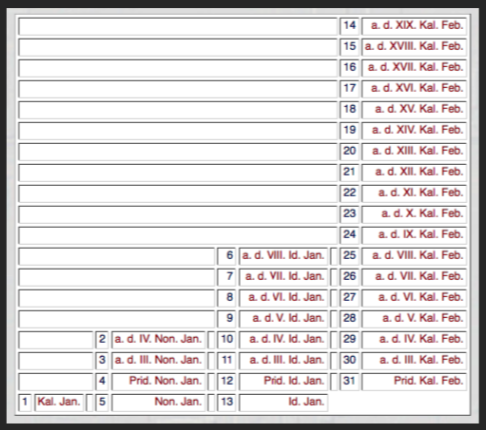 14 a. d. XIX. Kal. Feb.
15 a. d. XVIII. Kal. Feb.
16 a. d. XVII. Kal. Feb.
17 a. d. XVI. Kal. Feb.
18 a. d. XV. Kal. Feb.
19 a. d. XIV. Kal. Feb.
20 a. d. XIII. Kal. Feb.
21 a. d. XII. Kal. Feb.
22 a. d. XI. Kal. Feb.
23 a. d. X. Kal. Feb.
24 a. d. IX. Kal. Feb.
6 a. d. VIII. Id. Jan. 25 a. d. VIII. Kal. Feb.
7 a. d. VII. Id. Jan. 26 a. d. VII. Kal. Feb.
8 a. d. VI. Id. Jan. 27 a. d. VI. Kal. Feb.
9 a. d. V. Id. Jan. 28 a. d. V. Kal. Feb.
2 a. d. IV. Non. Jan. 10 a. d. IV. Id. Jan. 29 a. d. IV. Kal. Feb.
3 a. d. III. Non. Jan. 11 a. d. III. Id. Jan. 30 a. d. III. Kal. Feb.
4 Prid. Non. Jan. 12 Prid. Id. Jan. 31 Prid. Kal. Feb.
1 Kal. Jan. 5 Non. Jan. 13 Id. Jan.